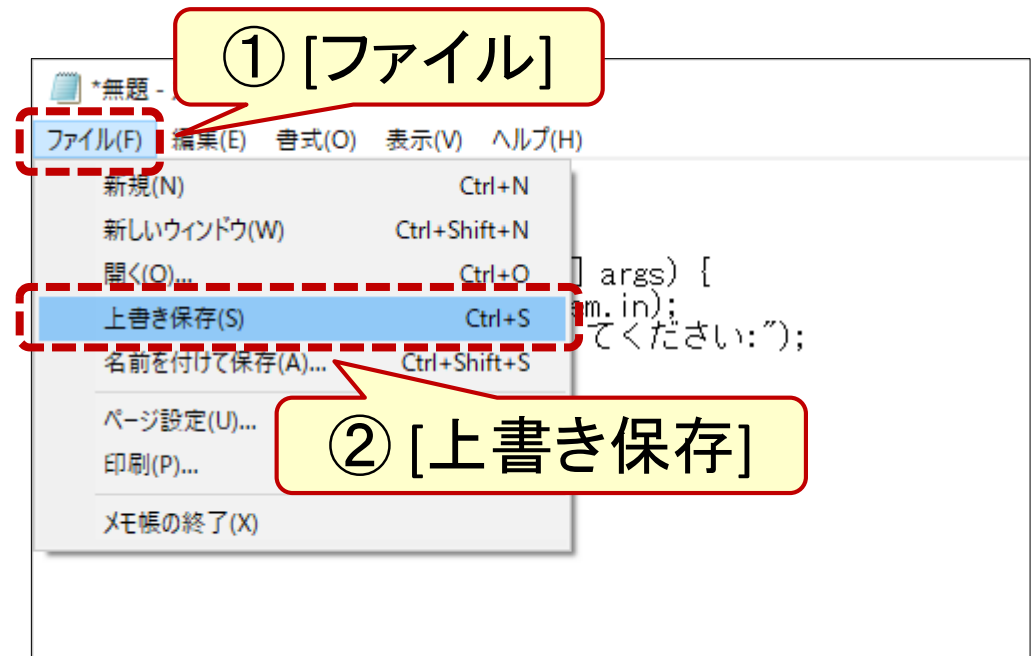 ① [ファイル]
*無題 -
ファイル(F) 編集(E) 書式(O) 表示(V) ヘルプ(H)
新規(N) Ctrl+N
新しいウィンドウ(W) Ctrl+Shift+N
開く(O)... Ctrl+O
] args) {
上書き保存(S) Ctrl+S
em.in);
てください:");
名前を付けて保存(A)... Ctrl+Shift+S
ページ設定(U)...
② [上書き保存]
印刷(P)...
メモ帳の終了(X)